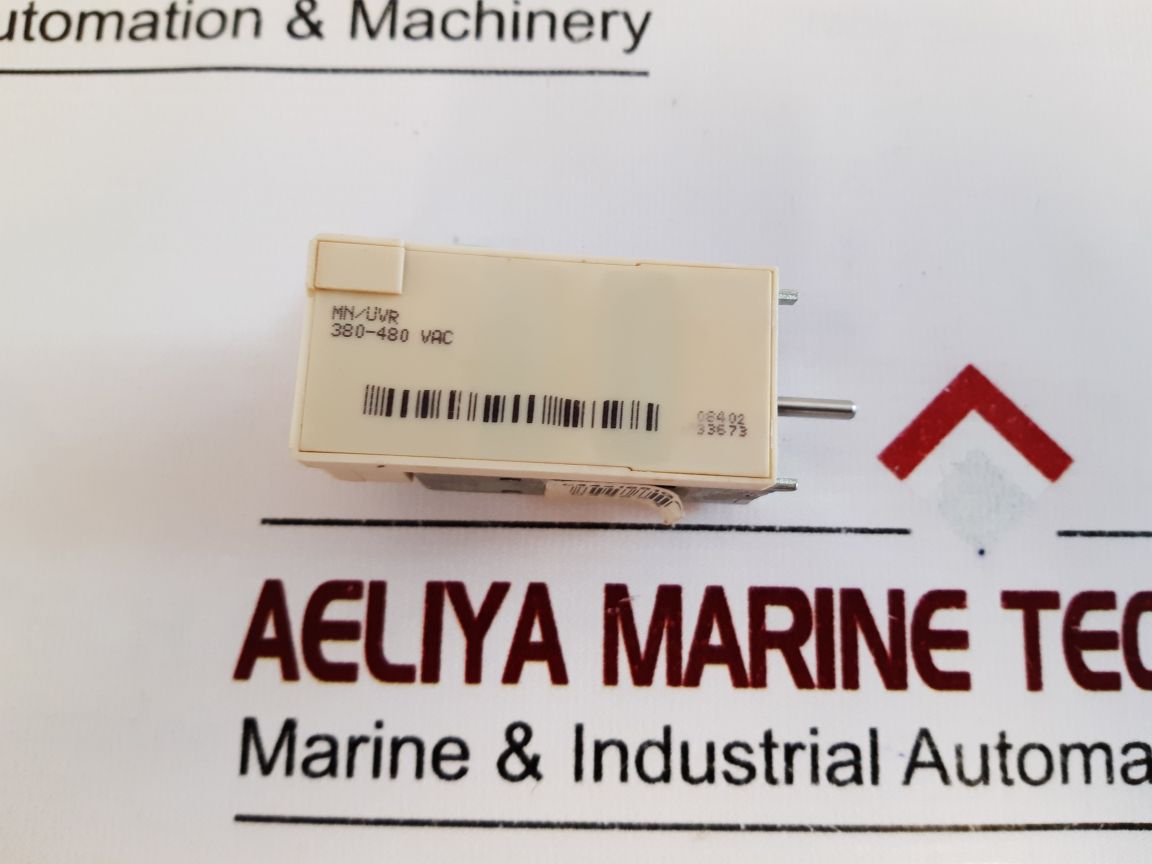 utomation & Machinery
MN/UVR
380-480 VAC
08402
33673
AELIYA MARINE TEC
Marine & Industrial Automa